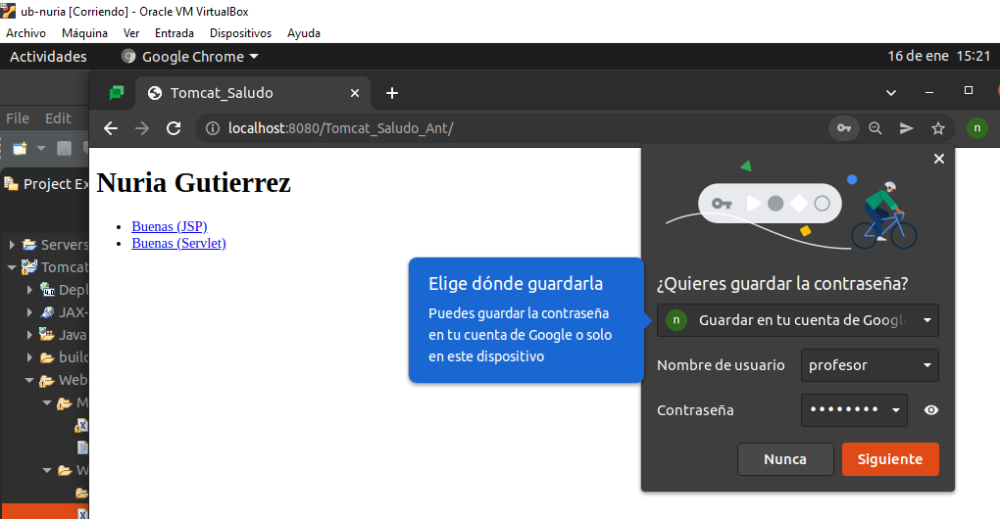 ub-nuria [Corriendo] - Oracle VM VirtualBox
Archivo Máquina Ver Entrada Dispositivos Ayuda
Actividades Google Chrome 16 de ene 15:21
Tomcat_Saludo
File Edit
localhost:8080/Tomcat_Saludo_Ant/ n
Project Ex
Nuria Gutierrez
Buenas (JSP)
Buenas (Servlet)
Servers
Tomcat
Depl
JAX-
Java
build
Web
M
W
Elige dónde guardarla
Puedes guardar la contraseña
en tu cuenta de Google o solo
en este dispositivo
¿Quieres guardar la contraseña?
n Guardar en tu cuenta de Googl
Nombre de usuario profesor
Contraseña ••••••••
Nunca Siguiente